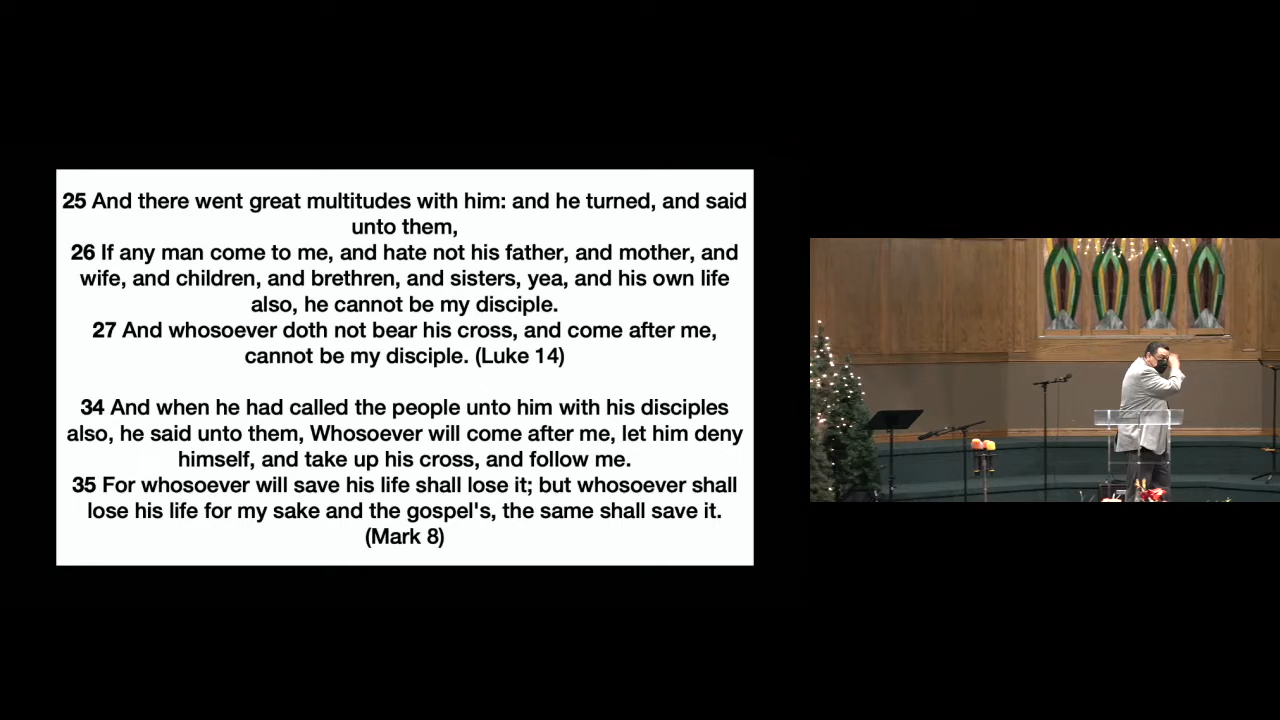 25 And there went great multitudes with him: and he turned, and said
unto them,
26 If any man come to me, and hate not his father, and mother, and
wife, and children, and brethren, and sisters, yea, and his own life
also, he cannot be my disciple.
27 And whosoever doth not bear his cross, and come after me,
cannot be my disciple. (Luke 14)
34 And when he had called the people unto him with his disciples
also, he said unto them, Whosoever will come after me, let him deny
himself, and take up his cross, and follow me.
35 For whosoever will save his life shall lose it; but whosoever shall
lose his life for my sake and the gospel's, the same shall save it.
(Mark 8)